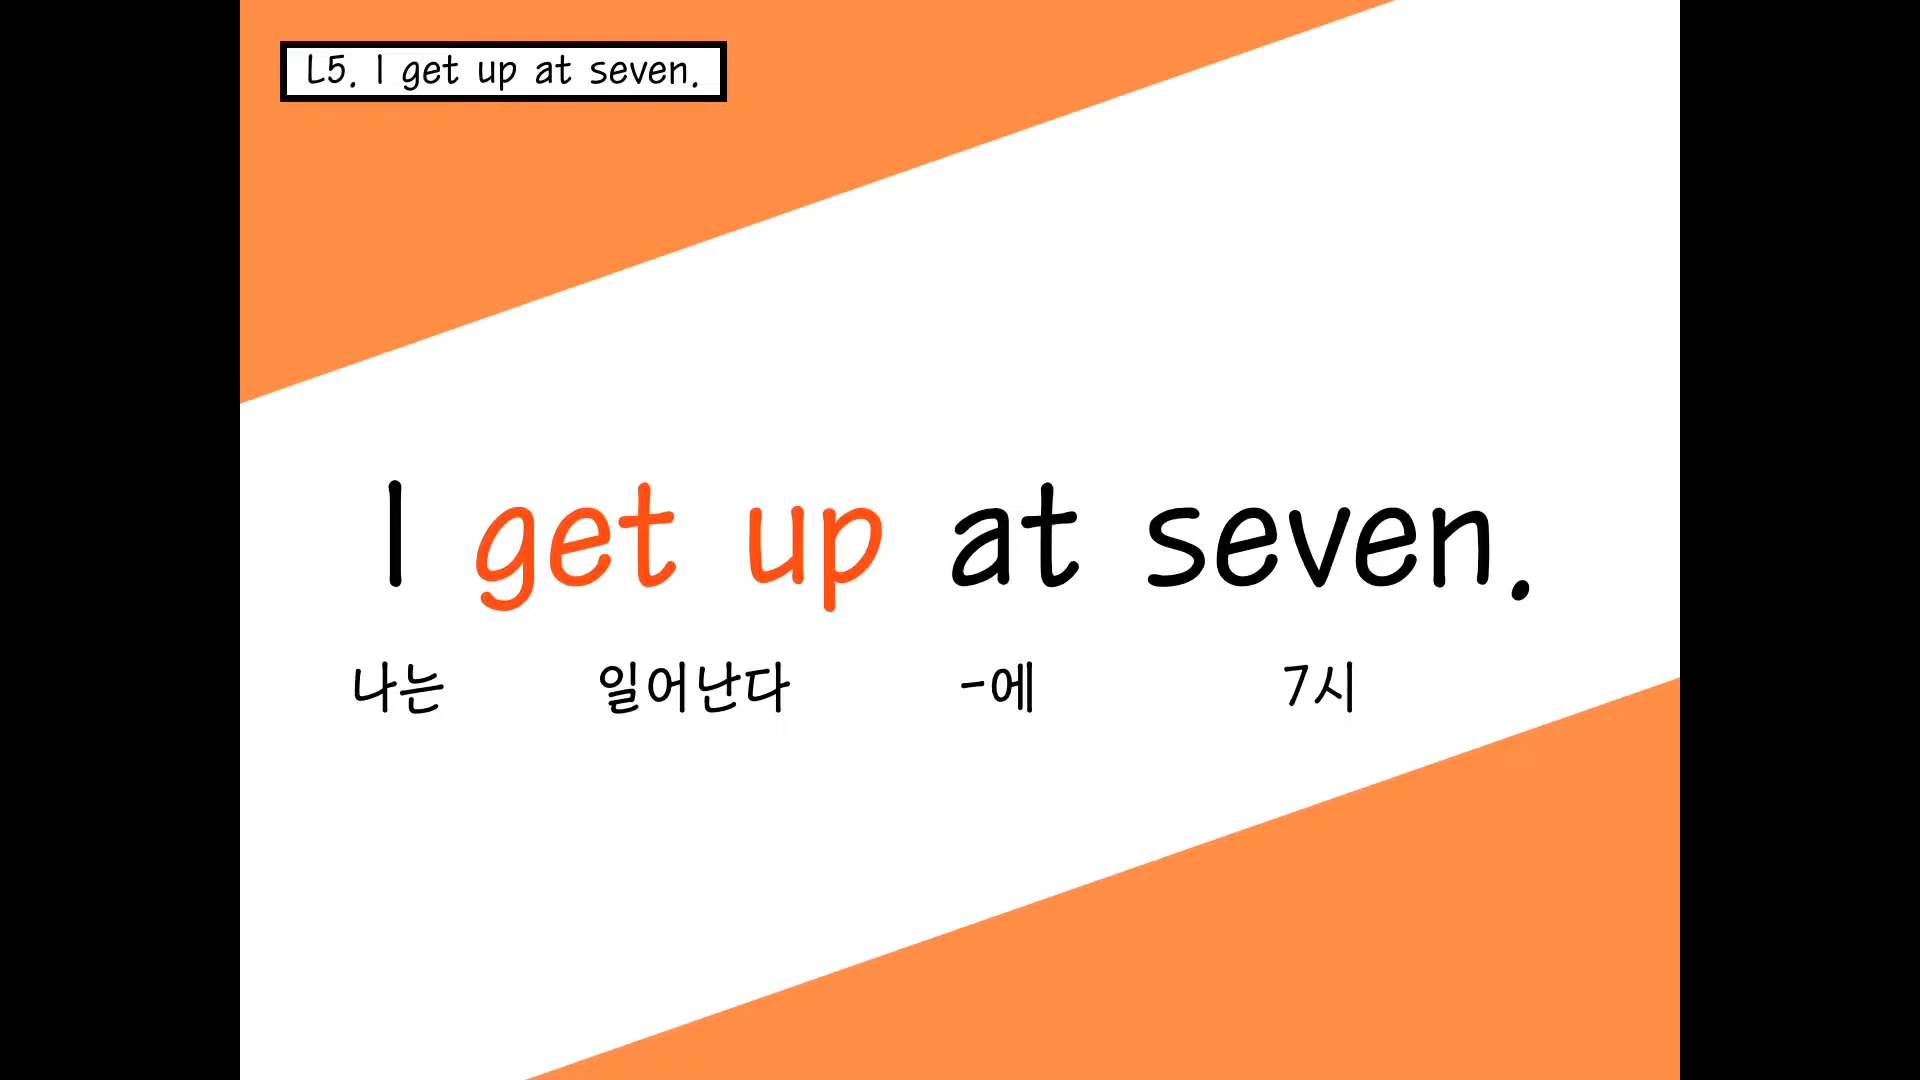 L5. I get up at seven.
I get up at seven.
나는 일어난다 -에 7시